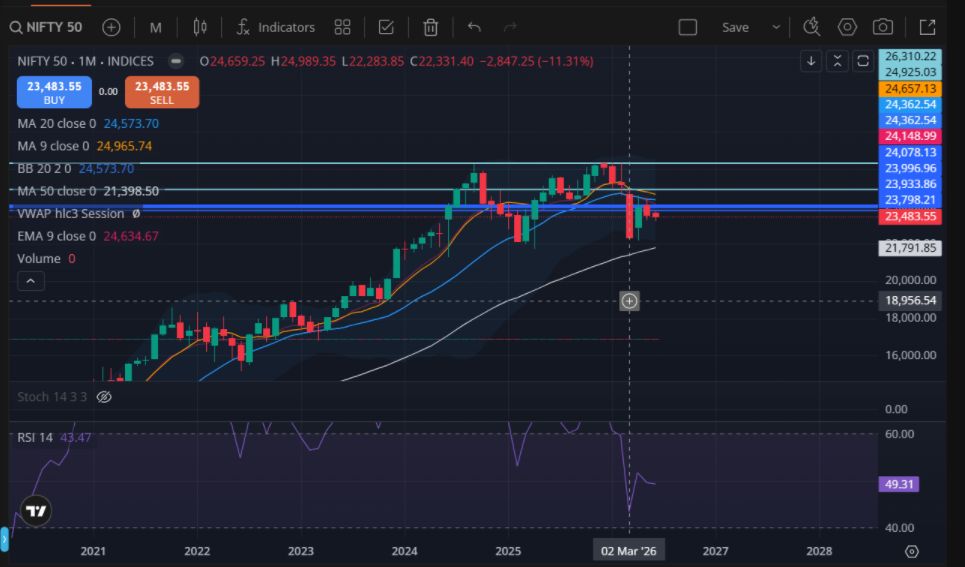 NIFTY 50 M Indicators Save
NIFTY 50 · 1M · INDICES O24,659.25 H24,989.35 L22,283.85 C22,331.40 −2,847.25 (−11.31%)
23,483.55 BUY 0.00 23,483.55 SELL
MA 20 close 0 24,573.70
MA 9 close 0 24,965.74
BB 20 2 0 24,573.70
MA 50 close 0 21,398.50
VWAP hlc3 Session Ø
EMA 9 close 0 24,634.67
Volume 0
26,310.22
24,925.03
24,657.13
24,362.54
24,362.54
24,148.99
24,078.13
23,996.96
23,933.86
23,798.21
23,483.55
21,791.85
20,000.00
18,956.54
18,000.00
16,000.00
Stoch 14 3 3
0.00
RSI 14 43.47
60.00
49.31
40.00
2021 2022 2023 2024 2025 02 Mar '26 2027 2028